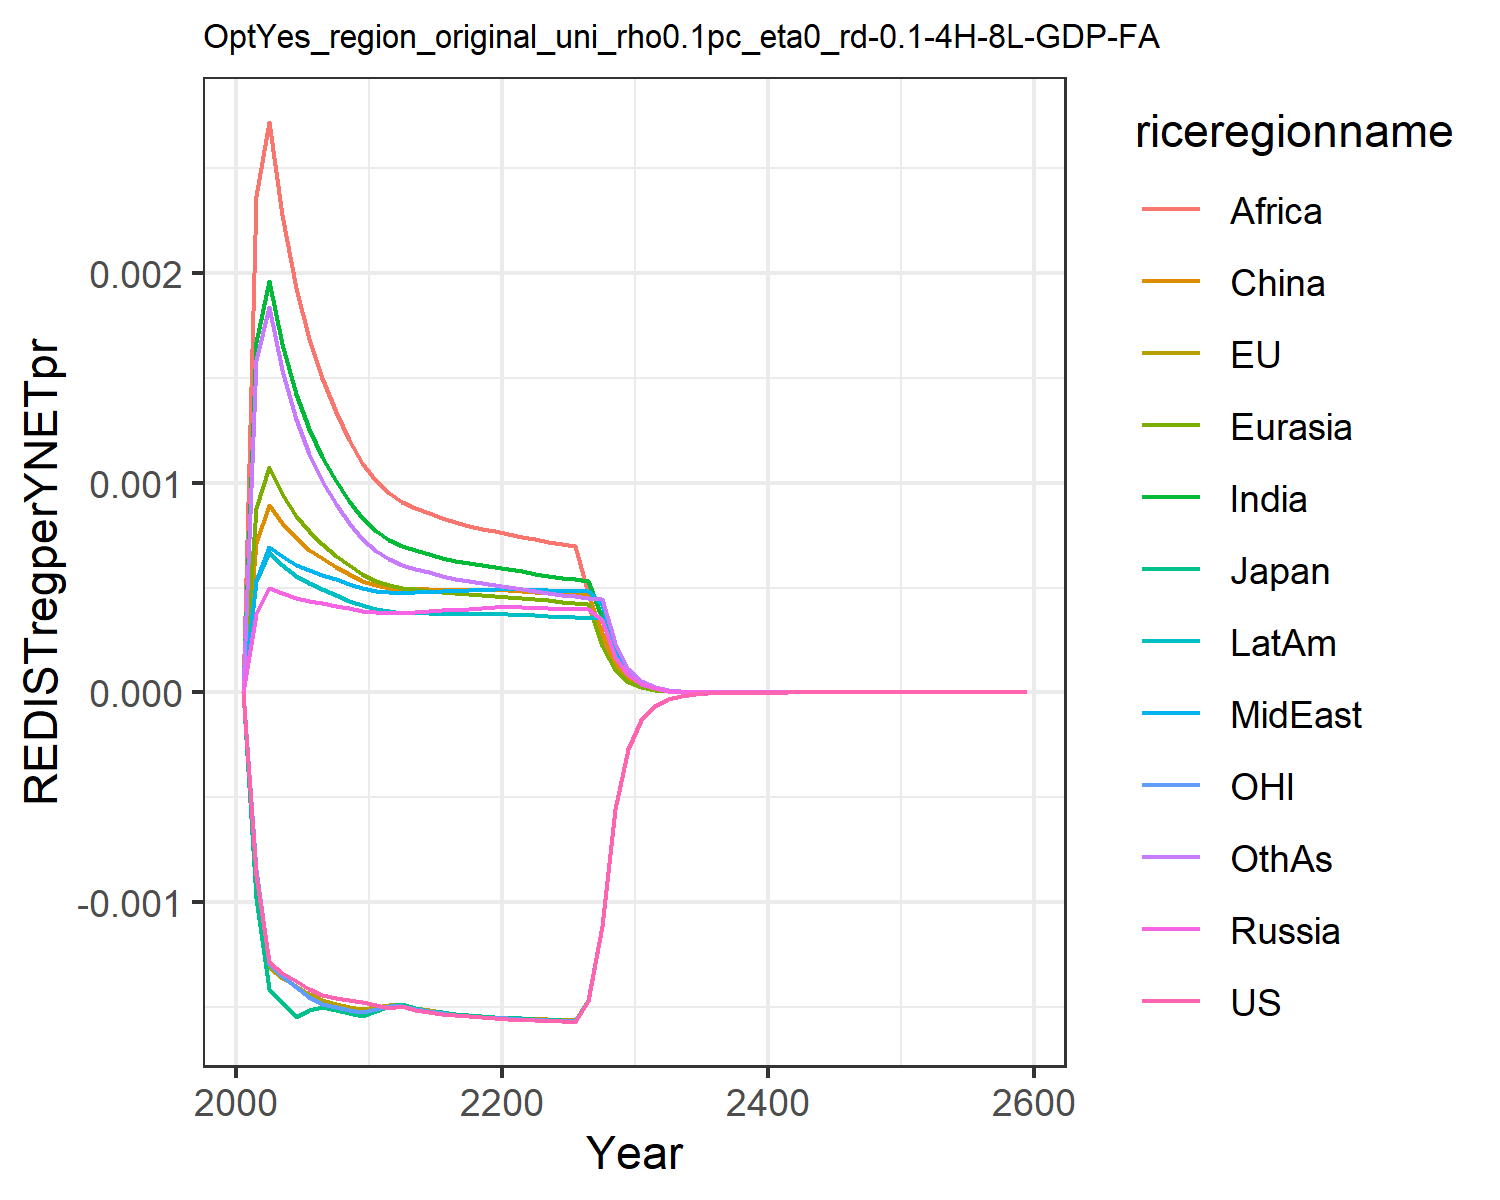 OptYes_region_original_uni_rho0.1pc_eta0_rd-0.1-4H-8L-GDP-FA
REDISTregperYNETpr
0.002
0.001
0.000
-0.001
2000
2200
2400
2600
Year
riceregionname
Africa
China
EU
Eurasia
India
Japan
LatAm
MidEast
OHI
OthAs
Russia
US